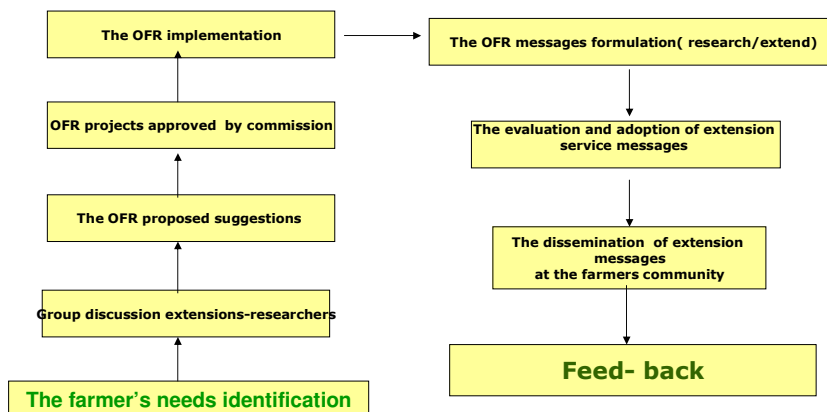 The OFR implementation
The OFR messages formulation( research/extend)
OFR projects approved by commission
The evaluation and adoption of extension
service messages
The OFR proposed suggestions
The dissemination of extension
messages
at the farmers community
Group discussion extensions-researchers
Feed- back
The farmer's needs identification